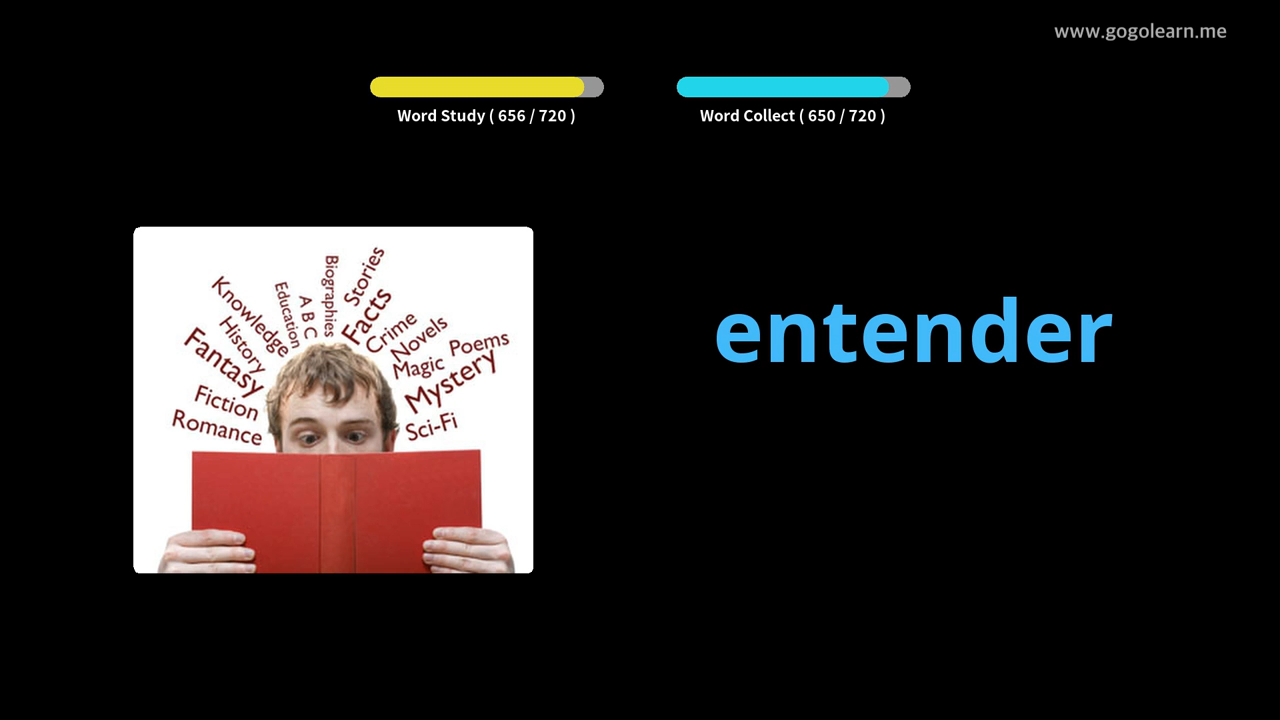 www.gogolearn.me
Word Study ( 656 / 720 )
Word Collect ( 650 / 720 )
Biographies
Stories
Education
A B C
Facts
Knowledge
Crime
History
Novels
Poems
Fantasy
Magic
Mystery
Fiction
Romance
Sci-Fi
entender